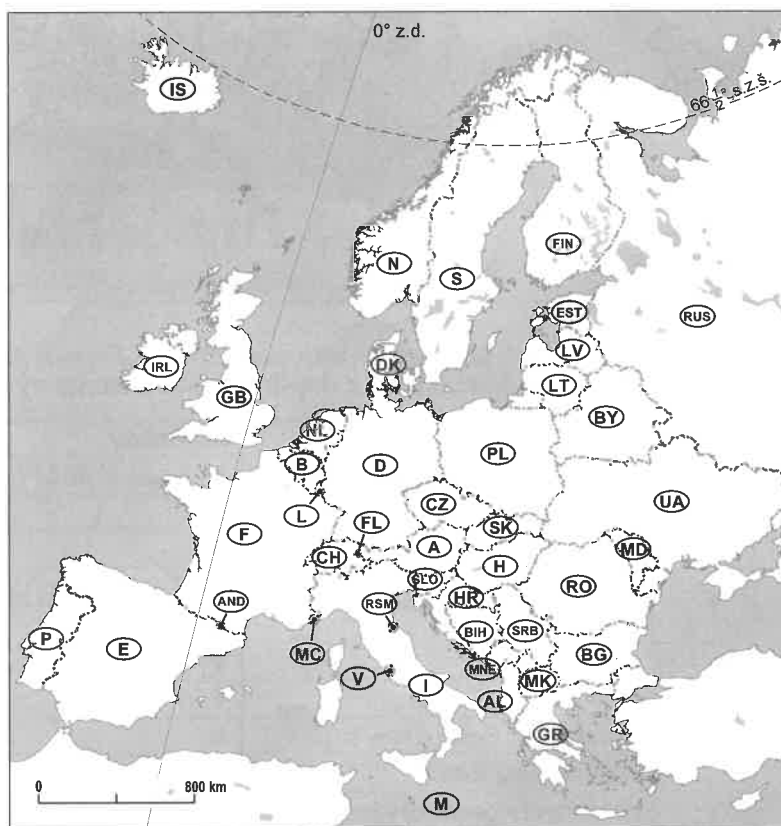 0° z.d.
IS
66 1/2° s.z.š.
FIN
N
S
EST
RUS
LV
IRL
DK
LT
GB
BY
NL
PL
B
D
UA
CZ
L
FL
SK
F
A
MD
CH
H
SLO
RO
AND
RSM
HR
P
BIH
SRB
E
MC
BG
MNE
V
I
MK
AL
GR
0
800 km
M